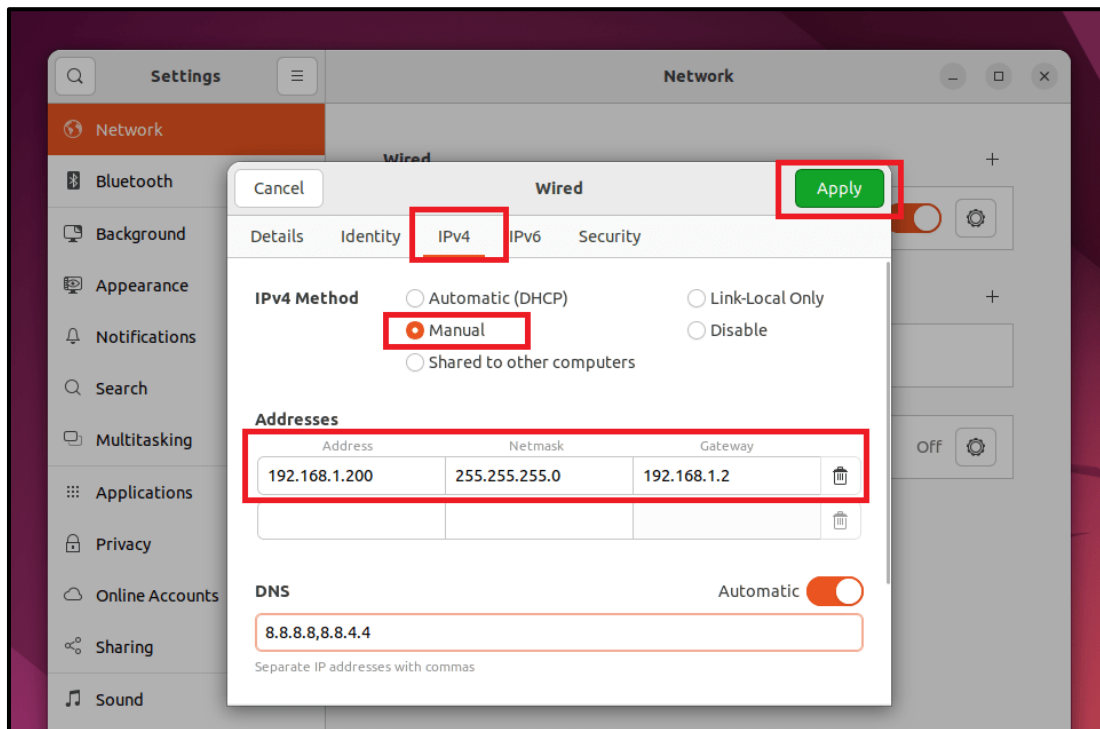 Settings
Network
Network
Bluetooth
Background
Appearance
Notifications
Search
Multitasking
Applications
Privacy
Online Accounts
Sharing
Sound
Wired
Off
Cancel
Wired
Apply
Details Identity IPv4 IPv6 Security
IPv4 Method Automatic (DHCP) Link-Local Only
Manual Disable
Shared to other computers
Addresses
Address Netmask Gateway
192.168.1.200 255.255.255.0 192.168.1.2
DNS Automatic
8.8.8.8,8.8.4.4
Separate IP addresses with commas